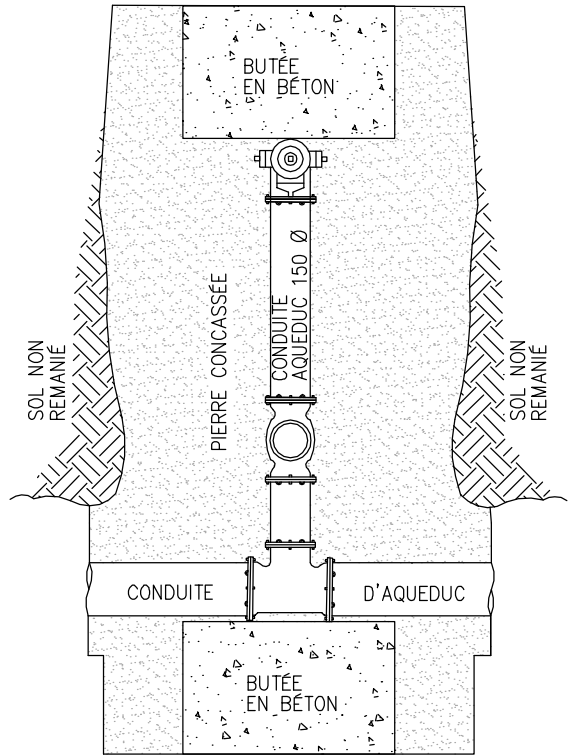 BUTÉE
EN BÉTON
CONDUITE
AQUEDUC 150 Ø
PIERRE CONCASSÉE
SOL NON
REMANIÉ
SOL NON
REMANIÉ
CONDUITE
D'AQUEDUC
BUTÉE
EN BÉTON